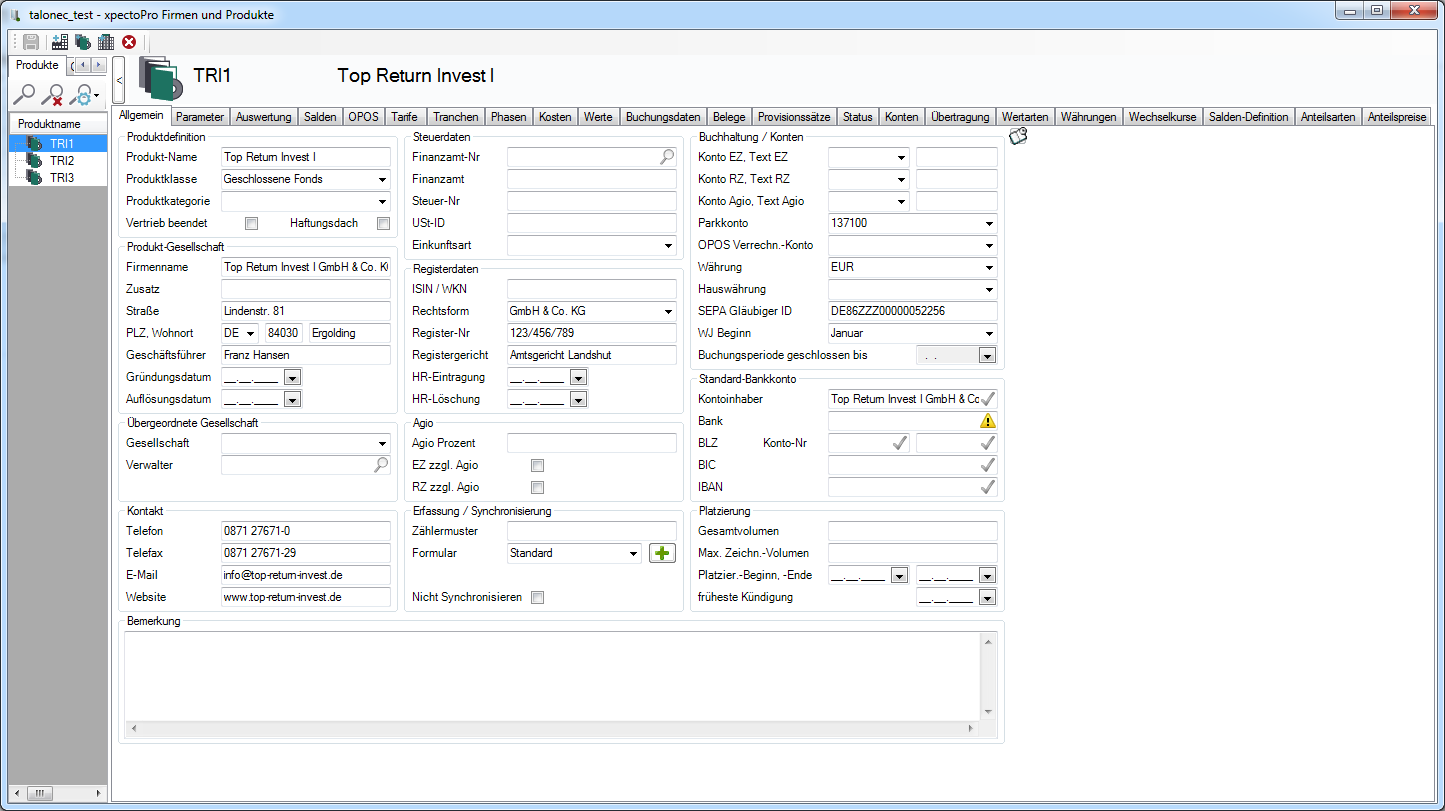 talonec_test - xpectoPro Firmen und Produkte
Produkte
TRI1
Top Return Invest I
Produktname
TRI1
TRI2
TRI3
Allgemein Parameter Auswertung Salden OPOS Tarife Tranchen Phasen Kosten Werte Buchungsdaten Belege Provisionssätze Status Konten Übertragung Wertarten Währungen Wechselkurse Salden-Definition Anteilsarten Anteilspreise
Produktdefinition
Produkt-Name Top Return Invest I
Produktklasse Geschlossene Fonds
Produktkategorie
Vertrieb beendet Haftungsdach
Produkt-Gesellschaft
Firmenname Top Return Invest I GmbH & Co. K
Zusatz
Straße Lindenstr. 81
PLZ, Wohnort DE 84030 Ergolding
Geschäftsführer Franz Hansen
Gründungsdatum __.__.____
Auflösungsdatum __.__.____
Übergeordnete Gesellschaft
Gesellschaft
Verwalter
Kontakt
Telefon 0871 27671-0
Telefax 0871 27671-29
E-Mail info@top-return-invest.de
Website www.top-return-invest.de
Steuerdaten
Finanzamt-Nr
Finanzamt
Steuer-Nr
USt-ID
Einkunftsart
Registerdaten
ISIN / WKN
Rechtsform GmbH & Co. KG
Register-Nr 123/456/789
Registergericht Amtsgericht Landshut
HR-Eintragung __.__.____
HR-Löschung __.__.____
Agio
Agio Prozent
EZ zzgl. Agio
RZ zzgl. Agio
Erfassung / Synchronisierung
Zählermuster
Formular Standard
Nicht Synchronisieren
Buchhaltung / Konten
Konto EZ, Text EZ
Konto RZ, Text RZ
Konto Agio, Text Agio
Parkkonto 137100
OPOS Verrechn.-Konto
Währung EUR
Hauswährung
SEPA Gläubiger ID DE86ZZZ00000052256
WJ Beginn Januar
Buchungsperiode geschlossen bis . .
Standard-Bankkonto
Kontoinhaber Top Return Invest I GmbH & Co
Bank
BLZ Konto-Nr
BIC
IBAN
Platzierung
Gesamtvolumen
Max. Zeichn.-Volumen
Platzier.-Beginn, -Ende __.__.____ __.__.____
früheste Kündigung __.__.____
Bemerkung